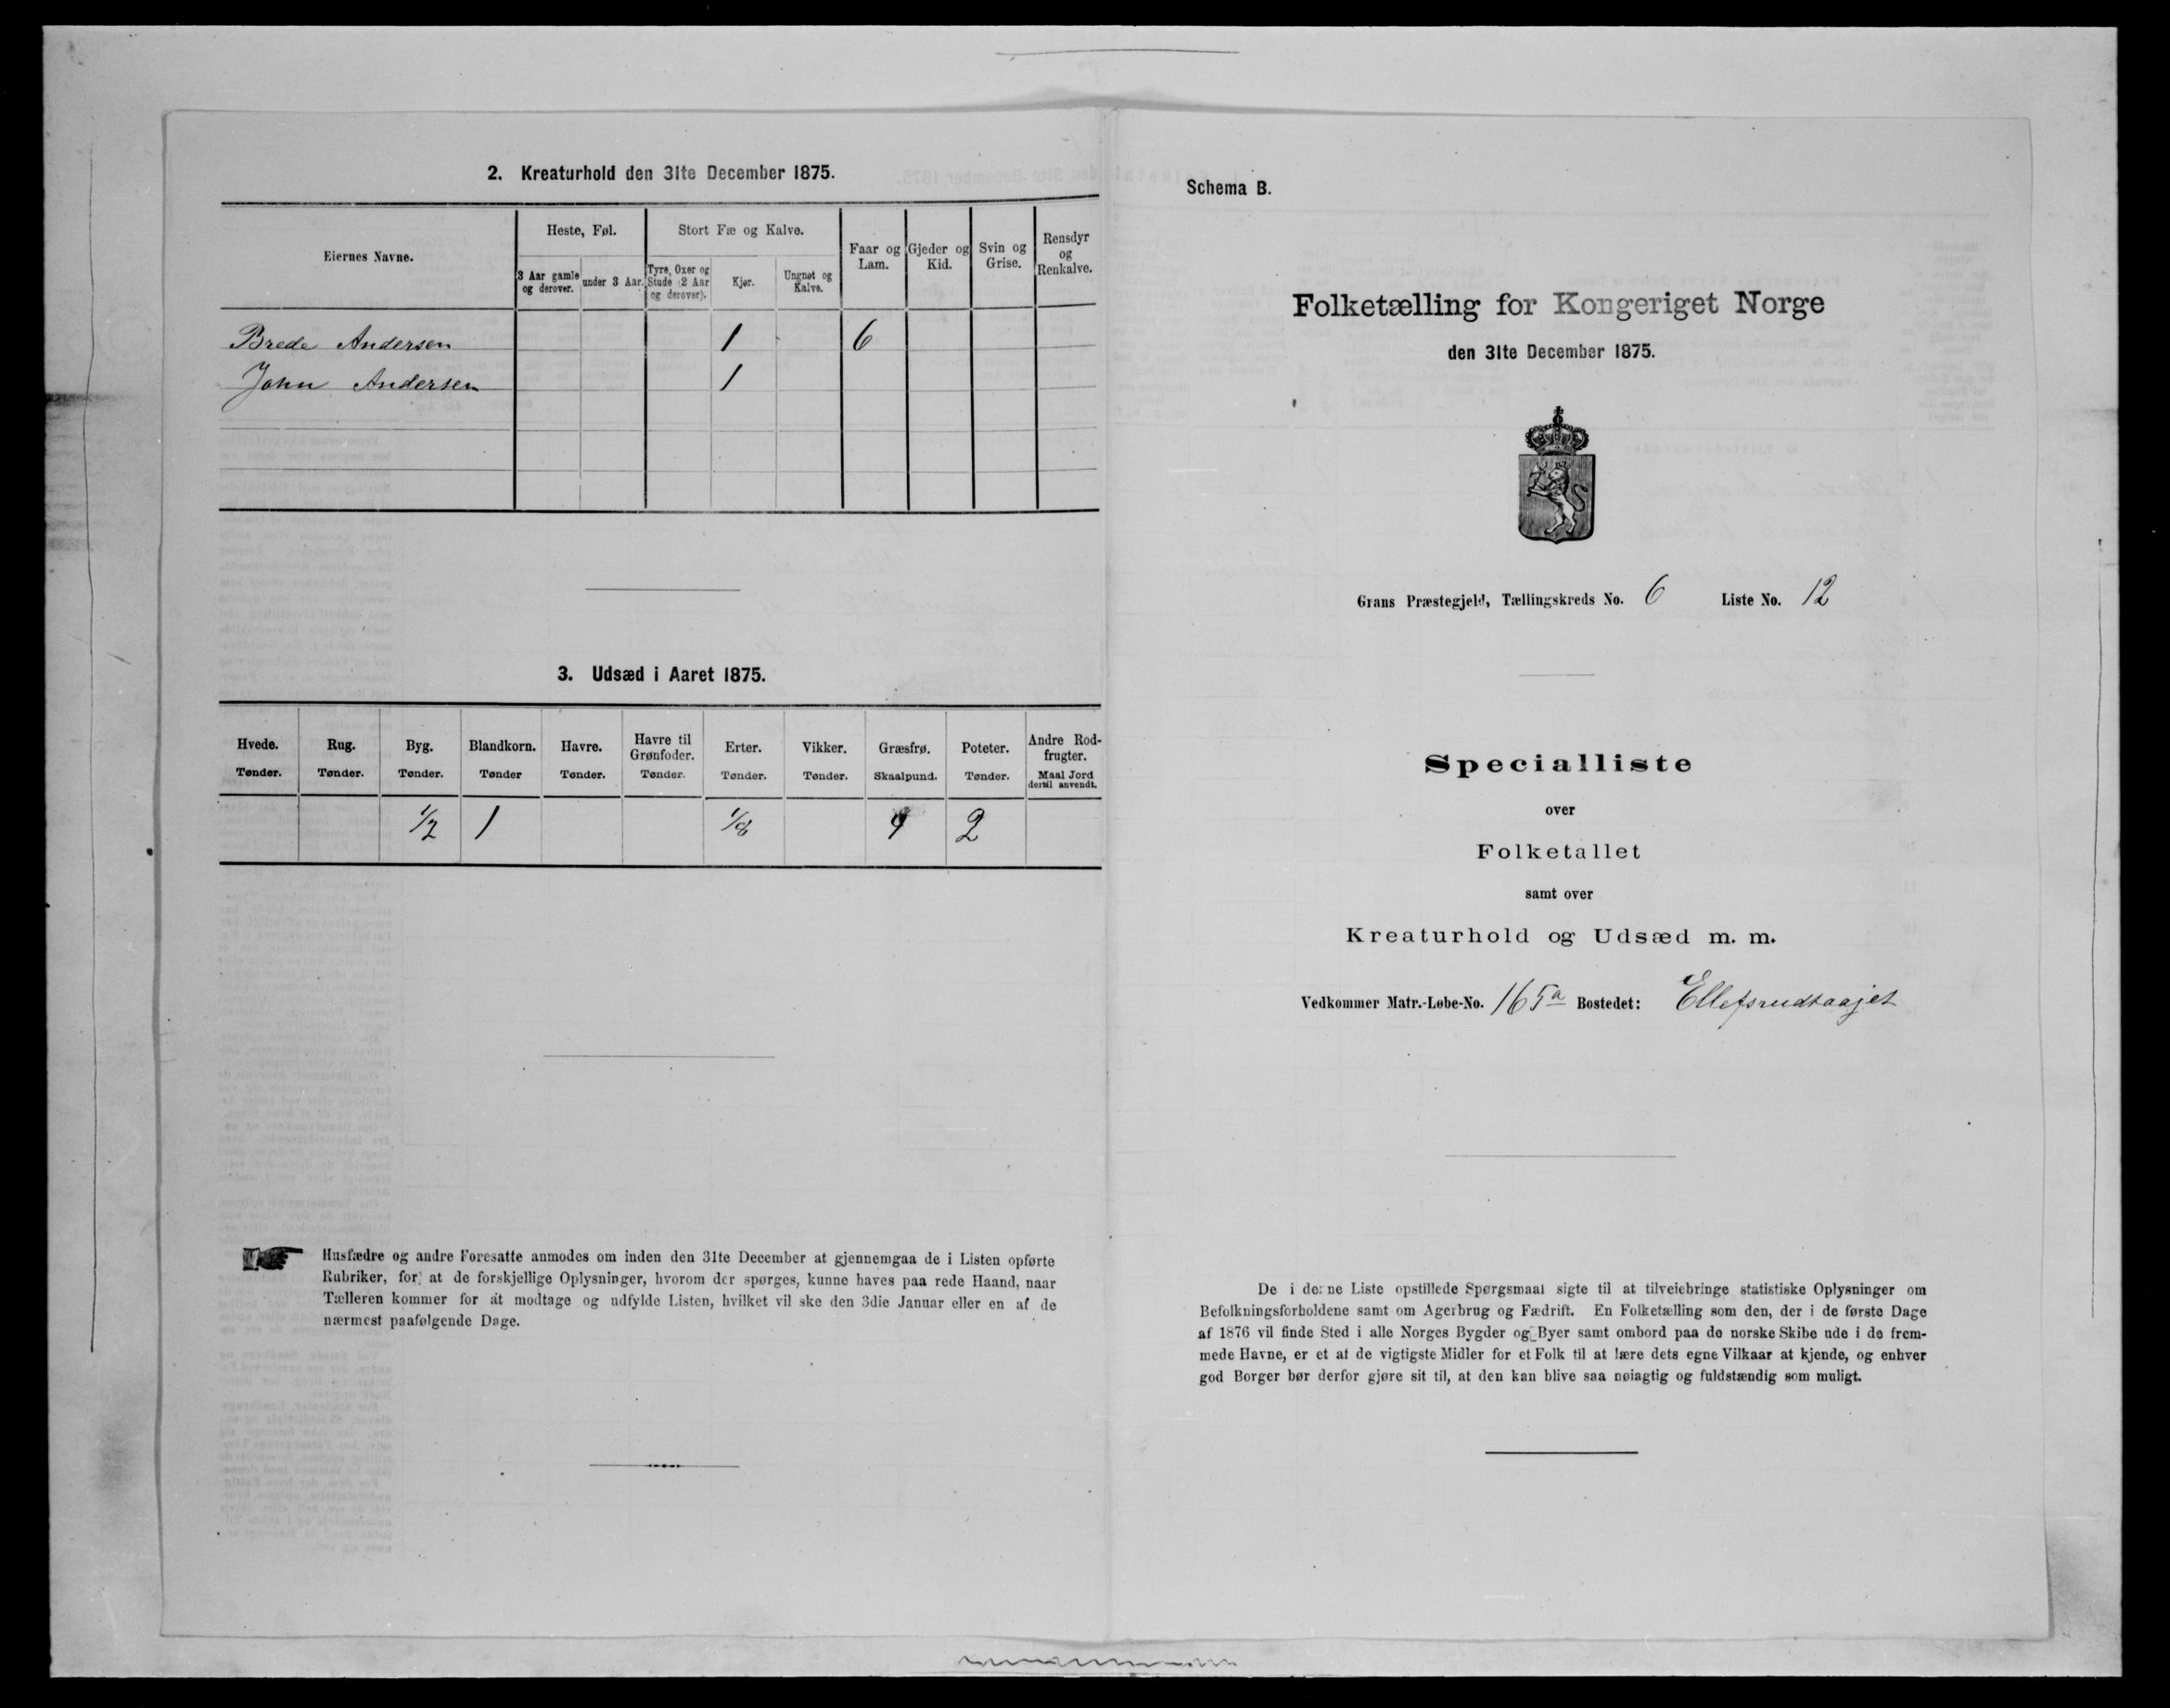 2. Kreaturhold den 31te December 1875.
Eiernes Navne.
Heste, Føl.
Stort Fæ og Kalve.
3 Aar gamle og derover.
under 3 Aar.
Tyre, Oxer og Stude (2 Aar og derover).
Kjør.
Ungnøt og Kalve.
Faar og Lam.
Gjeder og Kid.
Svin og Grise.
Rensdyr og Renkalve.
Brede Andersen 1 6
John Andersen 1
3. Udsæd i Aaret 1875.
Hvede. Rug. Byg. Blandkorn. Havre. Havre til Grønfoder. Erter. Vikker. Græsfrø. Poteter. Andre Rodfrugter.
Tønder. Tønder. Tønder. Tønder Tønder. Tønder. Tønder. Tønder. Skaalpund. Tønder. Maal Jord dertil anvendt.
1/2 1 1/8 9 2
Husfædre og andre Foresatte anmodes om inden den 31te December at gjennemgaa de i Listen opførte
Rubriker, for at de forskjellige Oplysninger, hvorom der spørges, kunne haves paa rede Haand, naar
Tælleren kommer for at modtage og udfylde Listen, hvilket vil ske den 3die Januar eller en af de
nærmest paafølgende Dage.
Schema B.
Folketælling for Kongeriget Norge
den 31te December 1875.
Grans Præstegjeld, Tællingskreds No. 6 Liste No. 12
Specialliste
over
Folketallet
samt over
Kreaturhold og Udsæd m. m.
Vedkommer Matr.-Løbe-No. 165a Bostedet:
De i denne Liste opstillede Spørgsmaal sigte til at tilveiebringe statistiske Oplysninger om
Befolkningsforholdene samt om Agerbrug og Fædrift. En Folketælling som den, der i de første Dage
af 1876 vil finde Sted i alle Norges Bygder og Byer samt ombord paa de norske Skibe ude i de frem-
mede Havne, er et af de vigtigste Midler for et Folk til at lære dets egne Vilkaar at kjende, og enhver
god Borger bør derfor gjøre sit til, at den kan blive saa nøiagtig og fuldstændig som muligt.